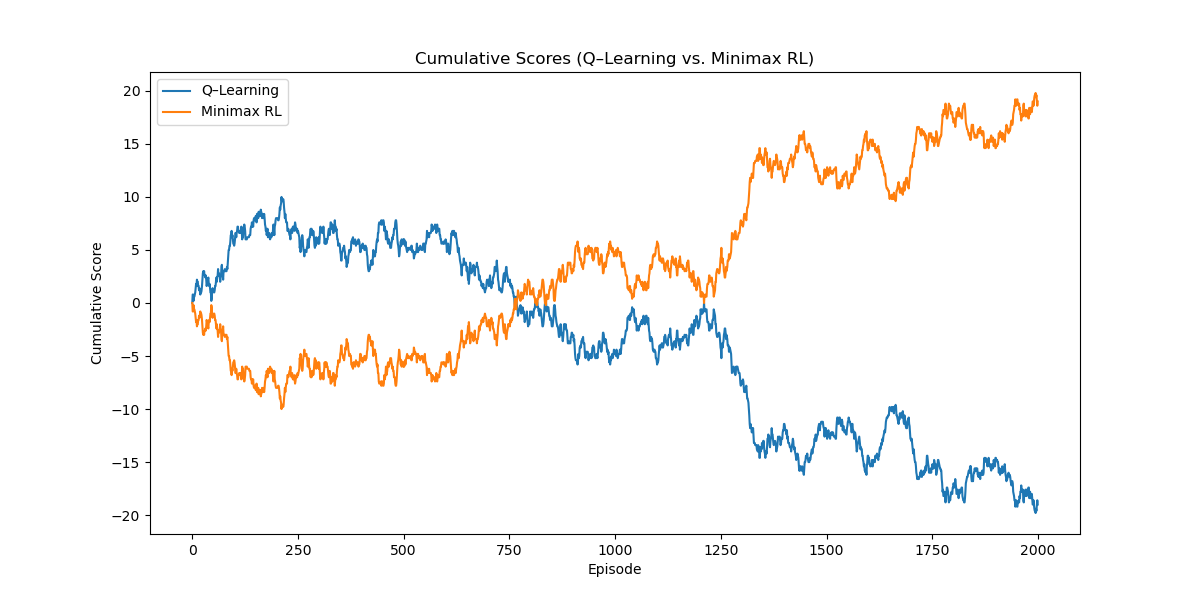 Cumulative Scores (Q–Learning vs. Minimax RL)
Q–Learning
Minimax RL
Cumulative Score
20
15
10
5
0
−5
−10
−15
−20
0 250 500 750 1000 1250 1500 1750 2000
Episode